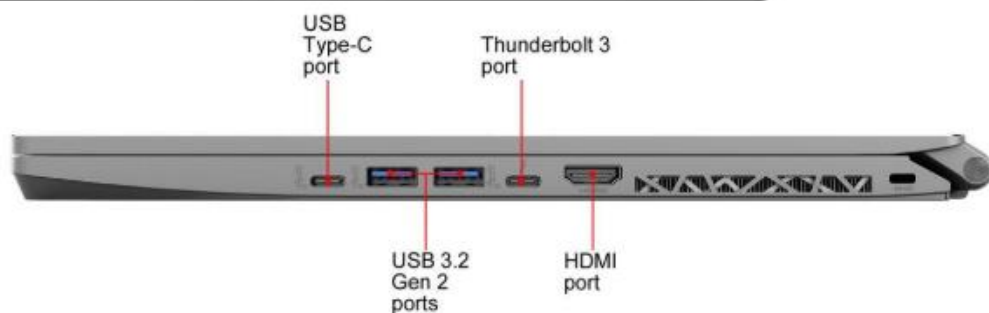 USB
Type-C
port
Thunderbolt 3
port
USB 3.2
Gen 2
ports
HDMI
port